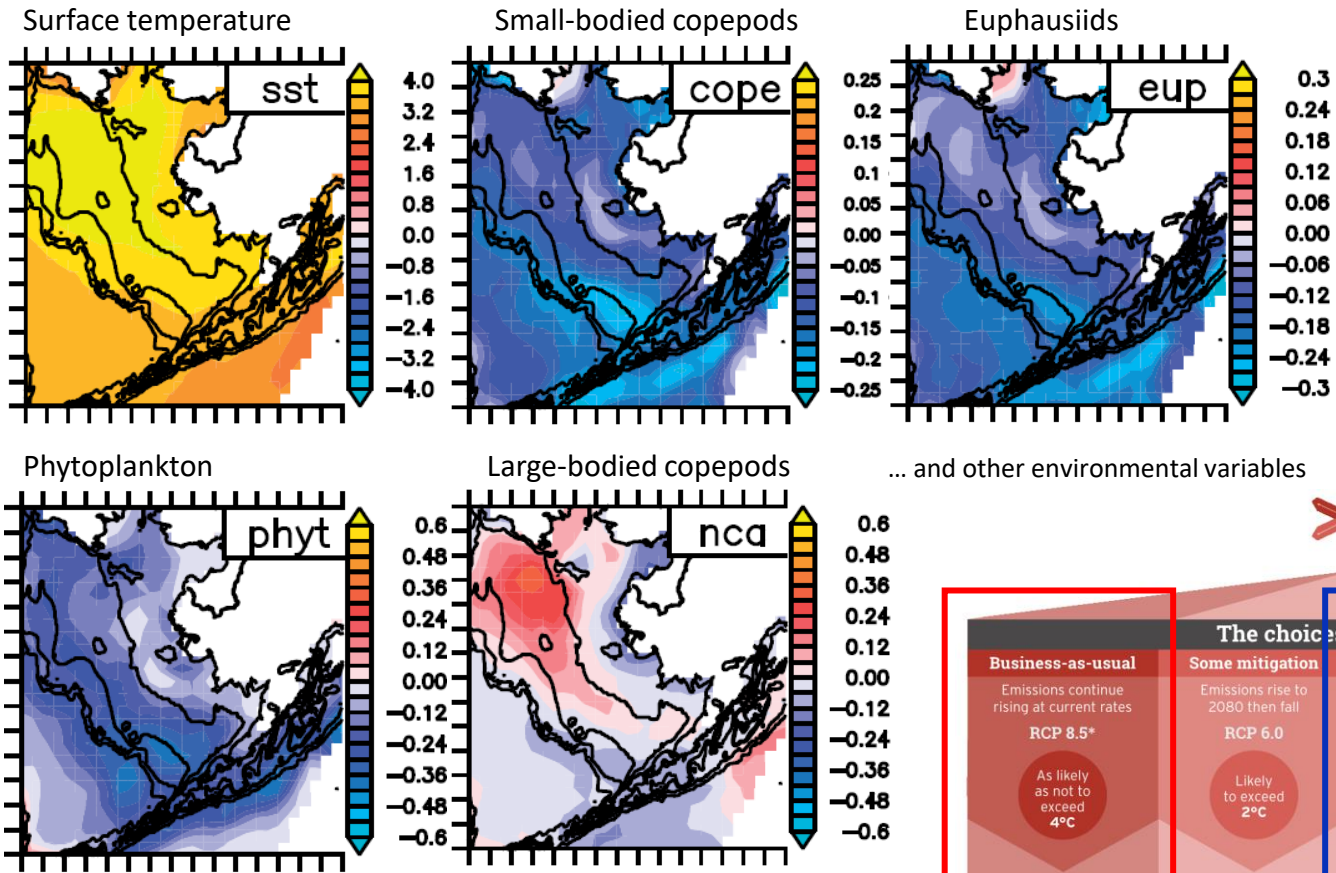 Surface temperature
Small-bodied copepods
Euphausiids
sst
4.0
3.2
2.4
1.6
0.8
0.0
−0.8
−1.6
−2.4
−3.2
−4.0
cope
0.25
0.2
0.15
0.1
0.05
0.00
−0.05
−0.1
−0.15
−0.2
−0.25
eup
0.3
0.24
0.18
0.12
0.06
0.00
−0.06
−0.12
−0.18
−0.24
−0.3
Phytoplankton
Large-bodied copepods
... and other environmental variables
phyt
0.6
0.48
0.36
0.24
0.12
0.00
−0.12
−0.24
−0.36
−0.48
−0.6
nca
0.6
0.48
0.36
0.24
0.12
0.00
−0.12
−0.24
−0.36
−0.48
−0.6
The choice
Business-as-usual
Emissions continue
rising at current rates
RCP 8.5*
As likely
as not to
exceed
4°C
Some mitigation
Emissions rise to
2080 then fall
RCP 6.0
Likely
to exceed
2°C